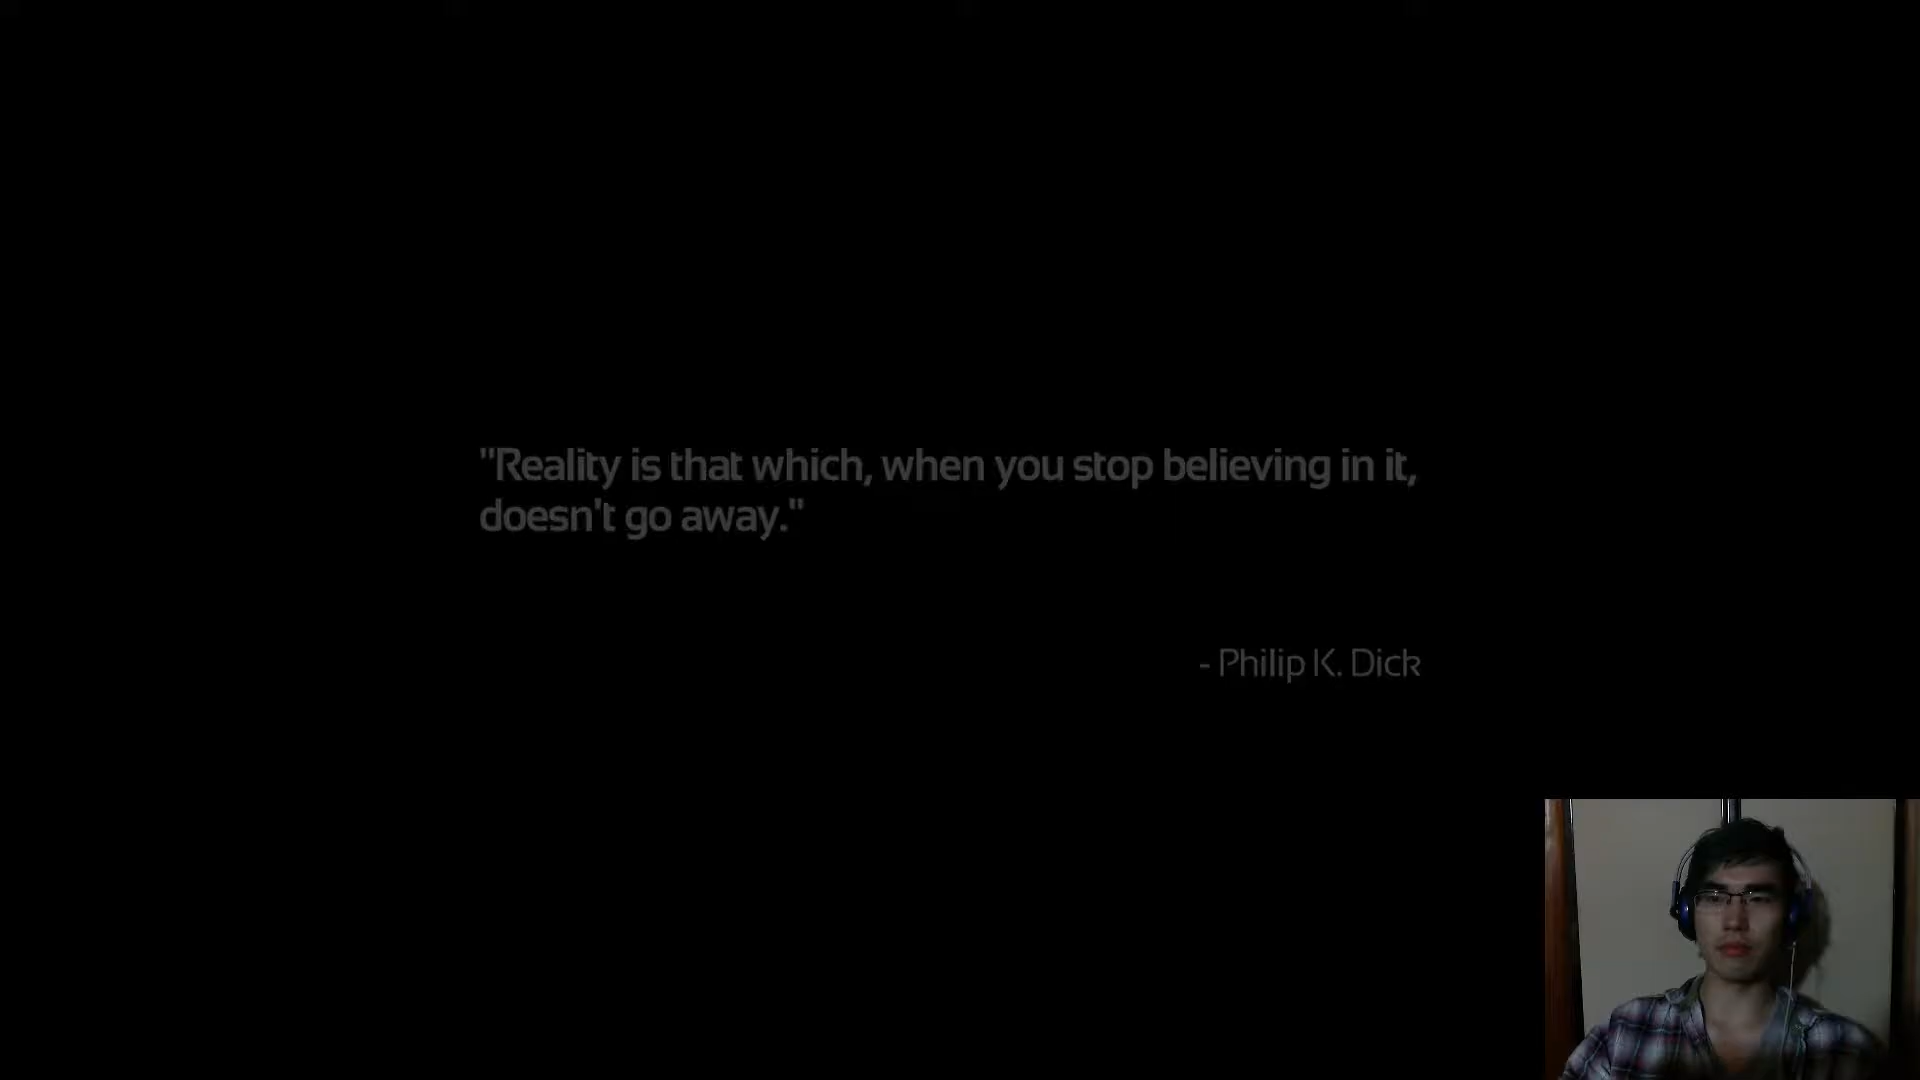 "Reality is that which, when you stop believing in it,
doesn't go away."
- Philip K. Dick